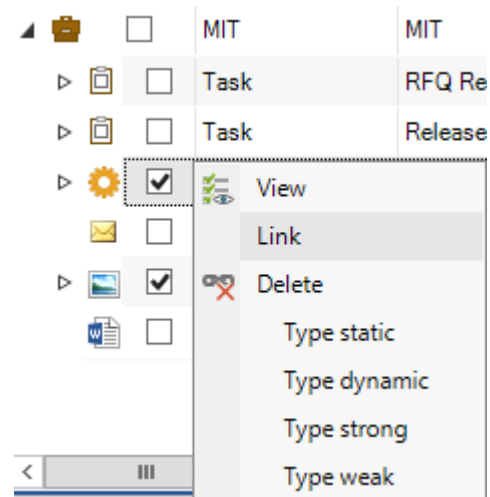 MIT MIT
Task RFQ Re
Task Release
View
Link
Delete
Type static
Type dynamic
Type strong
Type weak